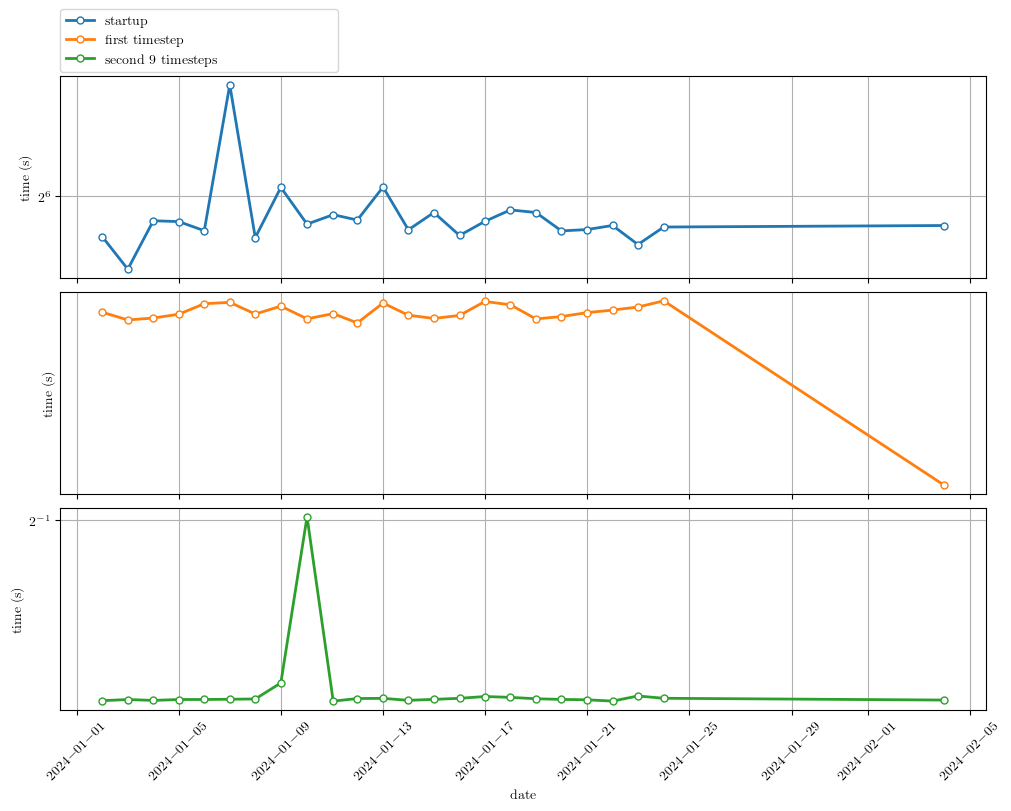 startup
first timestep
second 9 timesteps
time (s)
2^6
time (s)
time (s)
2^−1
2024−01−01
2024−01−05
2024−01−09
2024−01−13
2024−01−17
2024−01−21
2024−01−25
2024−01−29
2024−02−01
2024−02−05
date